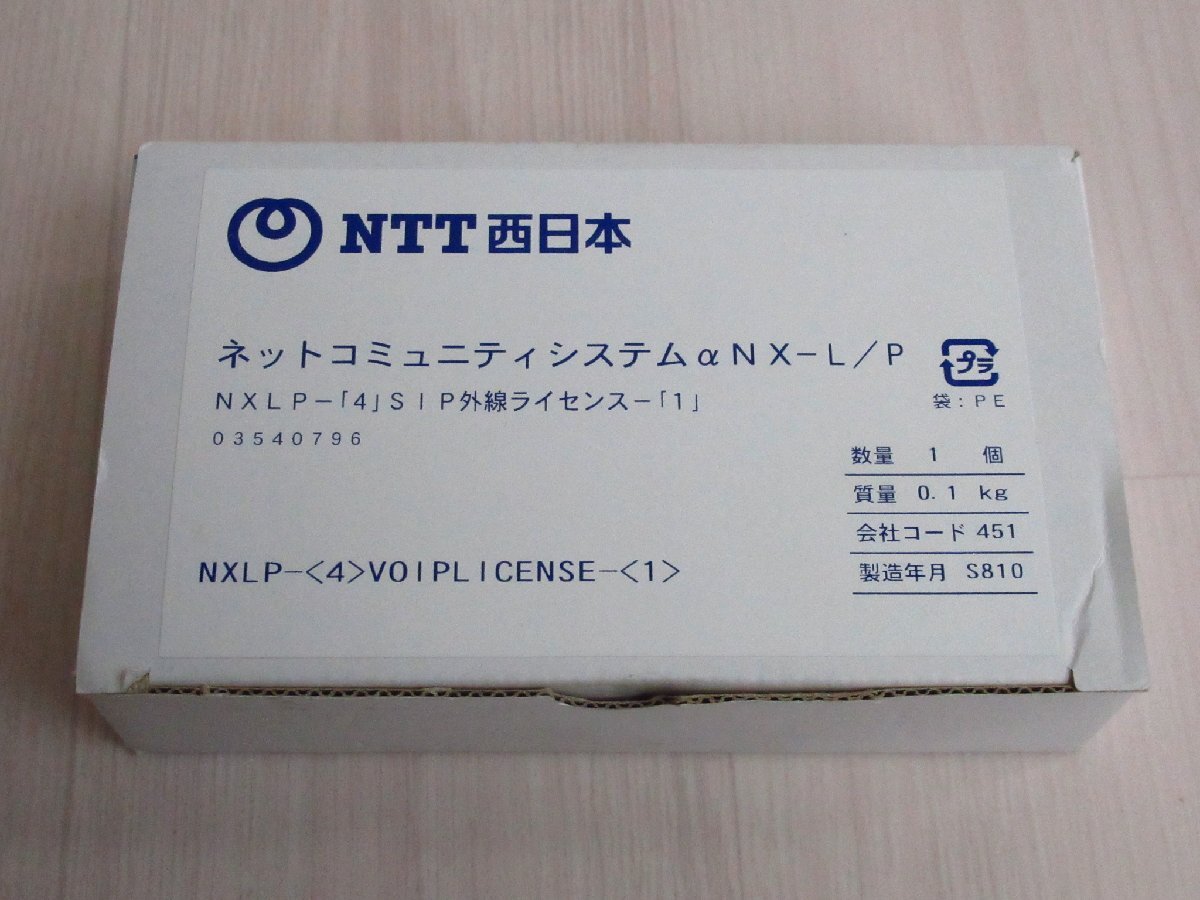 NTT西日本
ネットコミュニティシステムαNX-L/P
プラ
NXLP-「4」SIP外線ライセンス-「1」
袋:PE
03540796
数量 1 個
質量 0.1 kg
会社コード 451
製造年月 S810
NXLP-<4>VOIPLICENSE-<1>